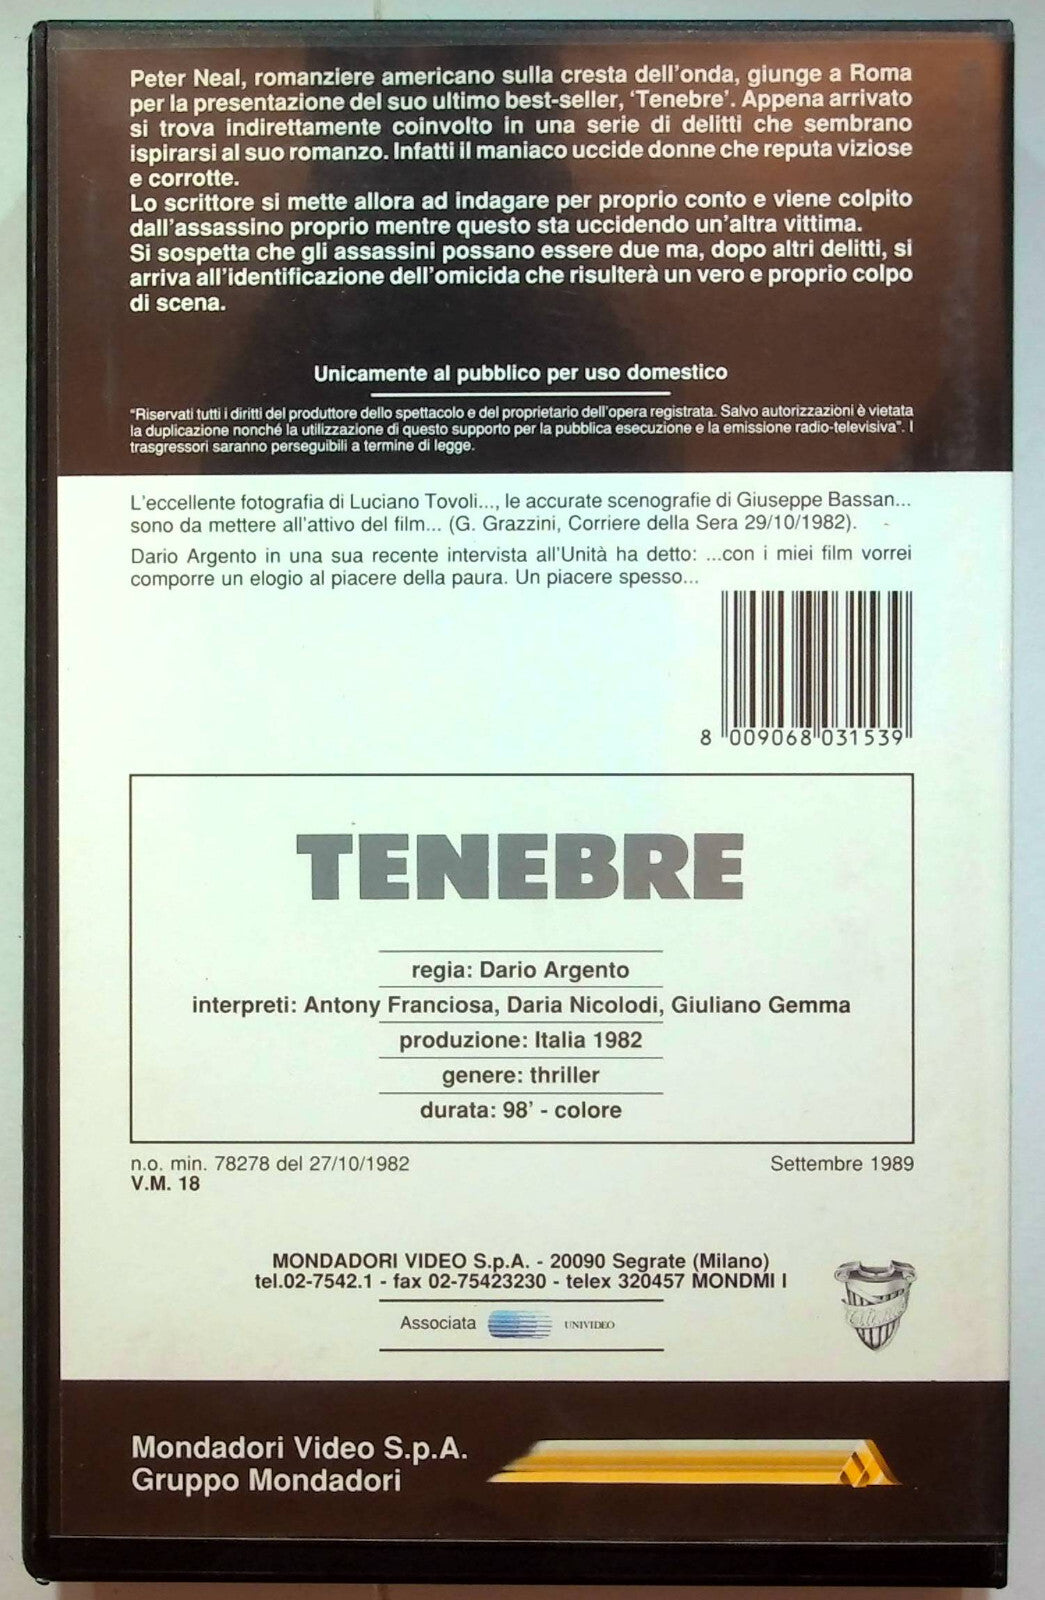 Peter Neal, romanziere americano sulla cresta dell'onda, giunge a Roma
per la presentazione del suo ultimo best-seller, ‘Tenebre’. Appena arrivato
si trova indirettamente coinvolto in una serie di delitti che sembrano
ispirarsi al suo romanzo. Infatti il maniaco uccide donne che reputa viziose
e corrotte.
Lo scrittore si mette allora ad indagare per proprio conto e viene colpito
dall'assassino proprio mentre questo sta uccidendo un'altra vittima.
Si sospetta che gli assassini possano essere due ma, dopo altri delitti, si
arriva all'identificazione dell'omicida che risulterà un vero e proprio colpo
di scena.
Unicamente al pubblico per uso domestico
"Riservati tutti i diritti del produttore dello spettacolo e del proprietario dell'opera registrata. Salvo autorizzazioni è vietata
la duplicazione nonché la utilizzazione di questo supporto per la pubblica esecuzione e la emissione radio-televisiva". I
trasgressori saranno perseguibili a termine di legge.
L'eccellente fotografia di Luciano Tovoli..., le accurate scenografie di Giuseppe Bassan...
sono da mettere all'attivo del film... (G. Grazzini, Corriere della Sera 29/10/1982).
Dario Argento in una sua recente intervista all'Unità ha detto: ...con i miei film vorrei
comporre un elogio al piacere della paura. Un piacere spesso...
8 009068 031539
TENEBRE
regia: Dario Argento
interpreti: Antony Franciosa, Daria Nicolodi, Giuliano Gemma
produzione: Italia 1982
genere: thriller
durata: 98' - colore
n.o. min. 78278 del 27/10/1982 Settembre 1989
V.M. 18
MONDADORI VIDEO S.p.A. - 20090 Segrate (Milano)
tel.02-7542.1 - fax 02-75423230 - telex 320457 MONDMI I
Associata UNIVIDEO
Mondadori Video S.p.A.
Gruppo Mondadori